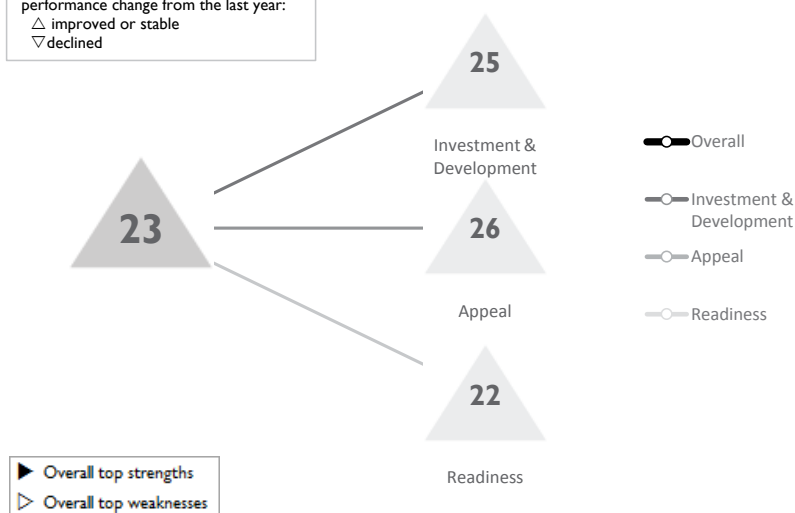 performance change from the last year:
△ improved or stable
▽ declined
25
Investment &
Development
23
26
Appeal
22
Readiness
Overall
Investment &
Development
Appeal
Readiness
▶ Overall top strengths
▷ Overall top weaknesses